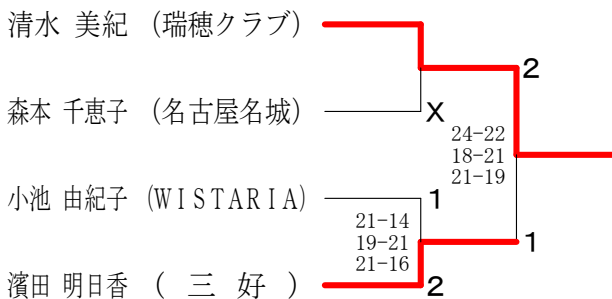 清水 美紀 (瑞穂クラブ)
2
森本 千恵子 (名古屋名城)
X
24-22
18-21
21-19
小池 由紀子 (WISTARIA)
1
21-14
19-21
21-16
1
濱田 明日香 ( 三 好 )
2